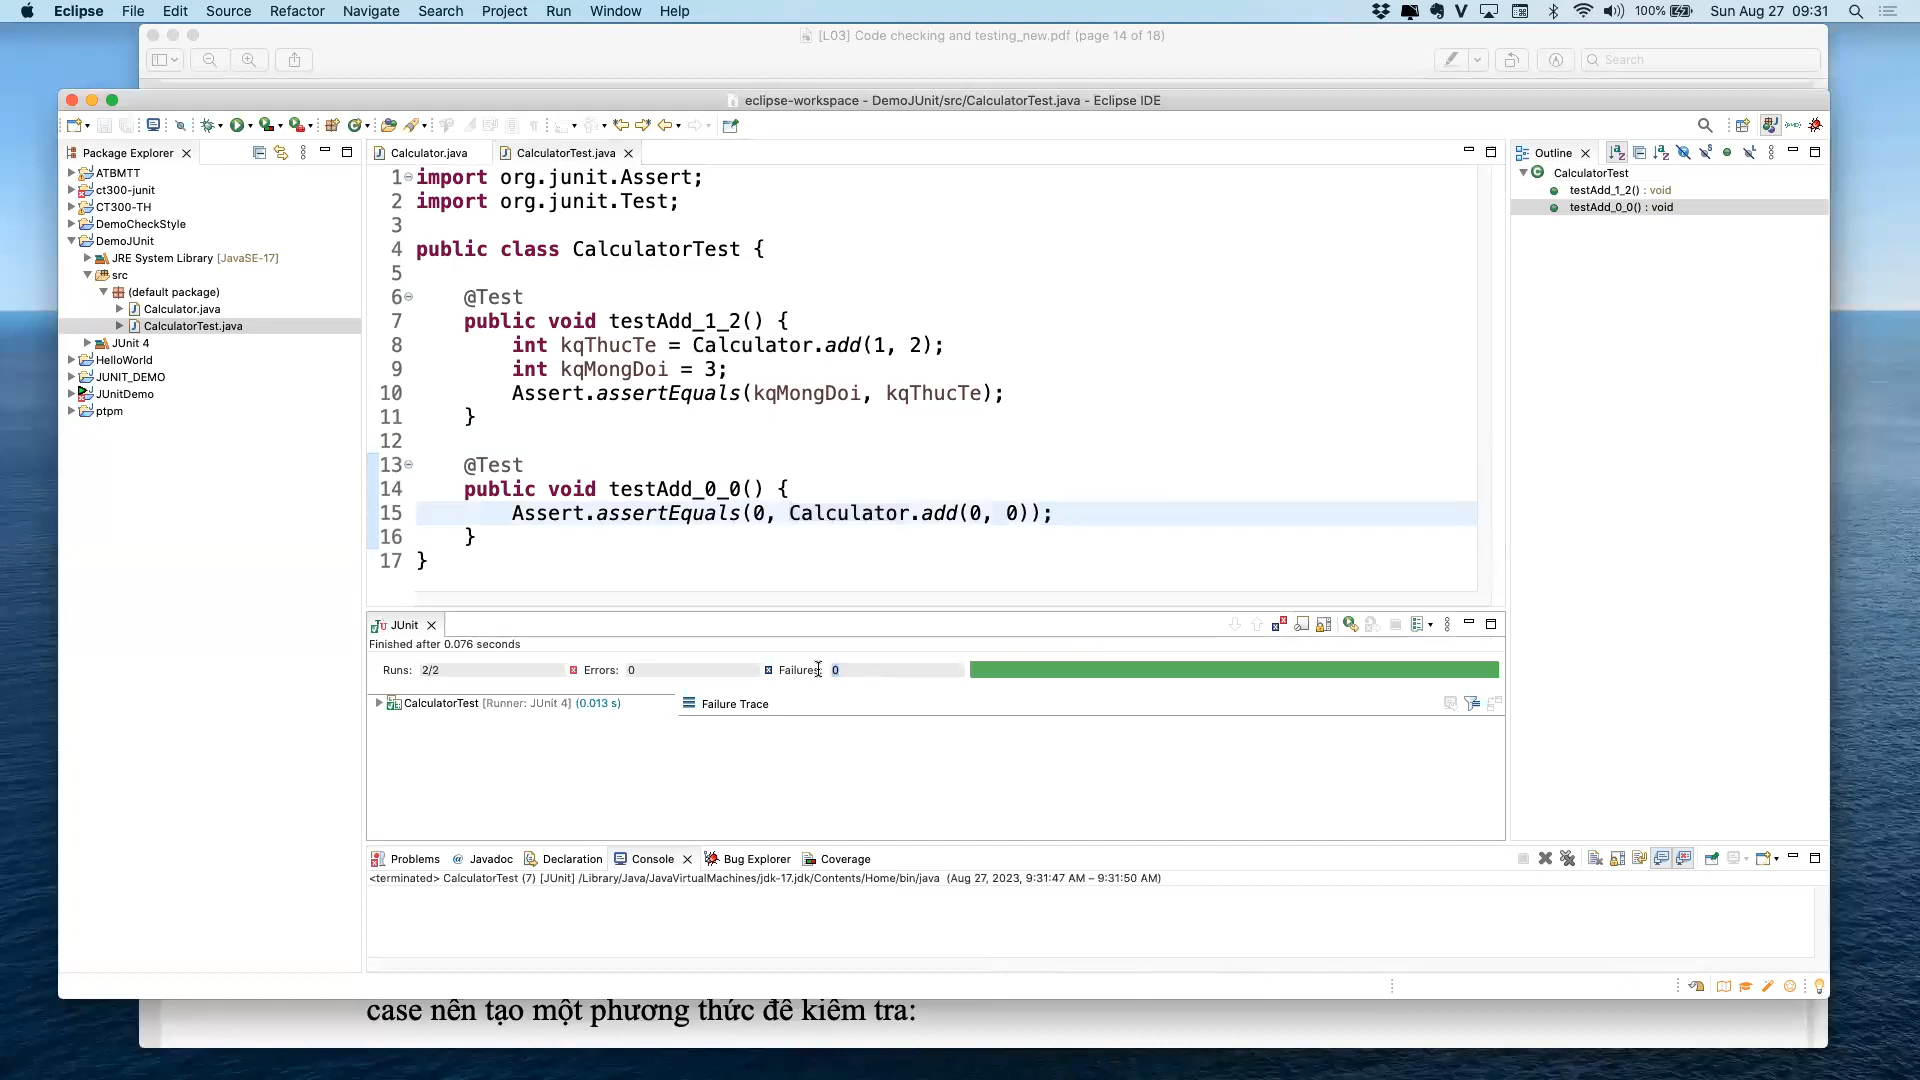 Eclipse File Edit Source Refactor Navigate Search Project Run Window Help
100% Sun Aug 27 09:31
[L03] Code checking and testing_new.pdf (page 14 of 18)
Search
eclipse-workspace - DemoJUnit/src/CalculatorTest.java - Eclipse IDE
Package Explorer
ATBMTT
ct300-junit
CT300-TH
DemoCheckStyle
DemoJUnit
JRE System Library [JavaSE-17]
src
(default package)
Calculator.java
CalculatorTest.java
JUnit 4
HelloWorld
JUNIT_DEMO
JUnitDemo
ptpm
Calculator.java CalculatorTest.java
1 import org.junit.Assert;
2 import org.junit.Test;
3
4 public class CalculatorTest {
5
6 @Test
7 public void testAdd_1_2() {
8 int kqThucTe = Calculator.add(1, 2);
9 int kqMongDoi = 3;
10 Assert.assertEquals(kqMongDoi, kqThucTe);
11 }
12
13 @Test
14 public void testAdd_0_0() {
15 Assert.assertEquals(0, Calculator.add(0, 0));
16 }
17 }
Outline
CalculatorTest
testAdd_1_2() : void
testAdd_0_0() : void
JUnit
Finished after 0.076 seconds
Runs: 2/2 Errors: 0 Failures: 0
CalculatorTest [Runner: JUnit 4] (0.013 s)
Failure Trace
Problems Javadoc Declaration Console Bug Explorer Coverage
<terminated> CalculatorTest (7) [JUnit] /Library/Java/JavaVirtualMachines/jdk-17.jdk/Contents/Home/bin/java (Aug 27, 2023, 9:31:47 AM – 9:31:50 AM)
case nên tạo một phương thức để kiểm tra: